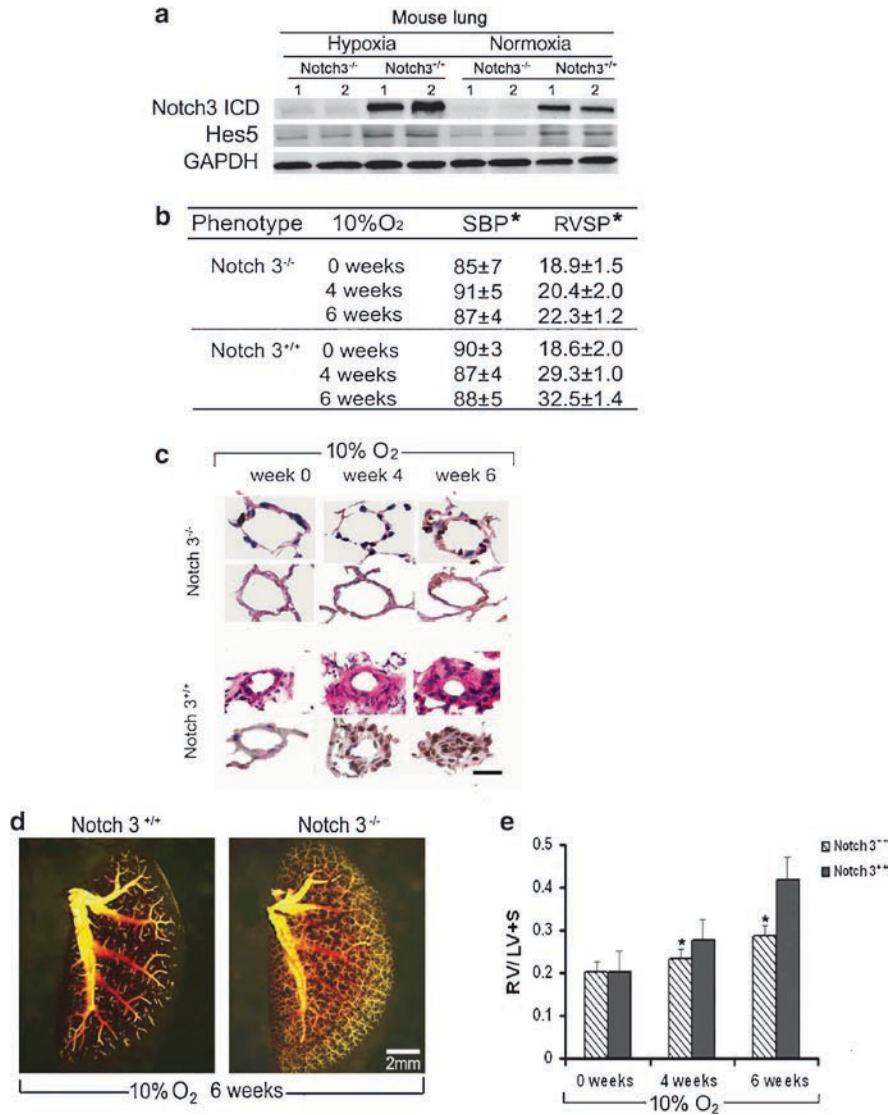 a
Mouse lung
Hypoxia Normoxia
Notch3-/- Notch3+/+ Notch3-/- Notch3+/+
1 2 1 2 1 2 1 2
Notch3 ICD
Hes5
GAPDH
b
Phenotype 10%O2 SBP* RVSP*
Notch 3-/- 0 weeks 85±7 18.9±1.5
4 weeks 91±5 20.4±2.0
6 weeks 87±4 22.3±1.2
Notch 3+/+ 0 weeks 90±3 18.6±2.0
4 weeks 87±4 29.3±1.0
6 weeks 88±5 32.5±1.4
c
10% O2
week 0 week 4 week 6
Notch 3-/-
Notch 3+/+
d
Notch 3 +/+ Notch 3 -/-
2mm
10% O2 6 weeks
e
0.5
0.4
0.3
0.2
0.1
0
RV/ LV+S
* *
Notch 3-/-
Notch 3+/+
0 weeks 4 weeks 6 weeks
10% O2